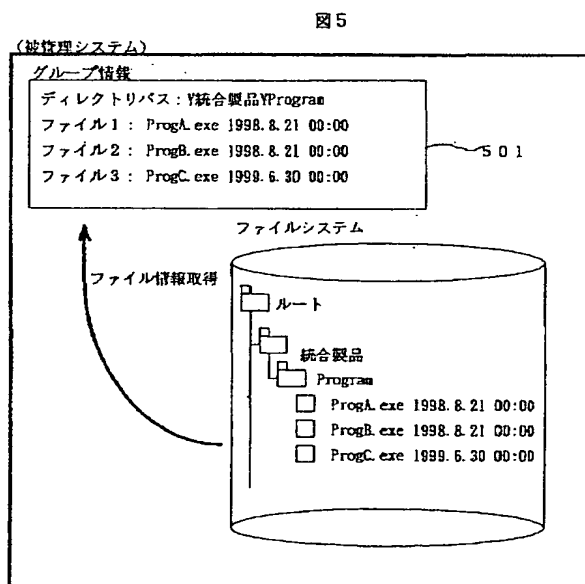 図5
(被管理システム)
グループ情報
ディレクトリパス：¥統合製品¥Program
ファイル1： ProgA.exe 1998.8.21 00:00
ファイル2： ProgB.exe 1998.8.21 00:00
ファイル3： ProgC.exe 1999.6.30 00:00
501
ファイルシステム
ファイル情報取得
ルート
統合製品
Program
ProgA.exe 1998.8.21 00:00
ProgB.exe 1998.8.21 00:00
ProgC.exe 1999.6.30 00:00